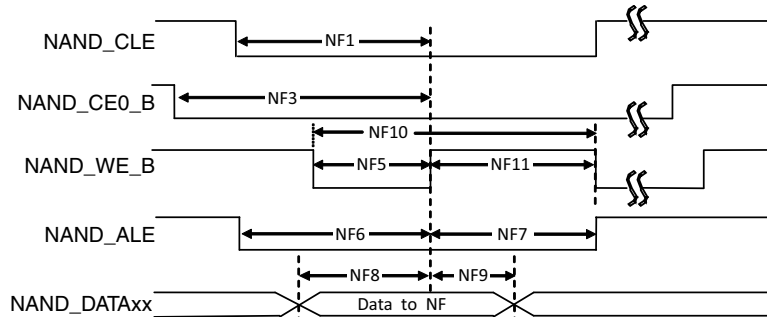 NAND_CLE
NF1
NAND_CE0_B
NF3
NF10
NAND_WE_B
NF5
NF11
NAND_ALE
NF6
NF7
NF8
NF9
NAND_DATAxx
Data to NF